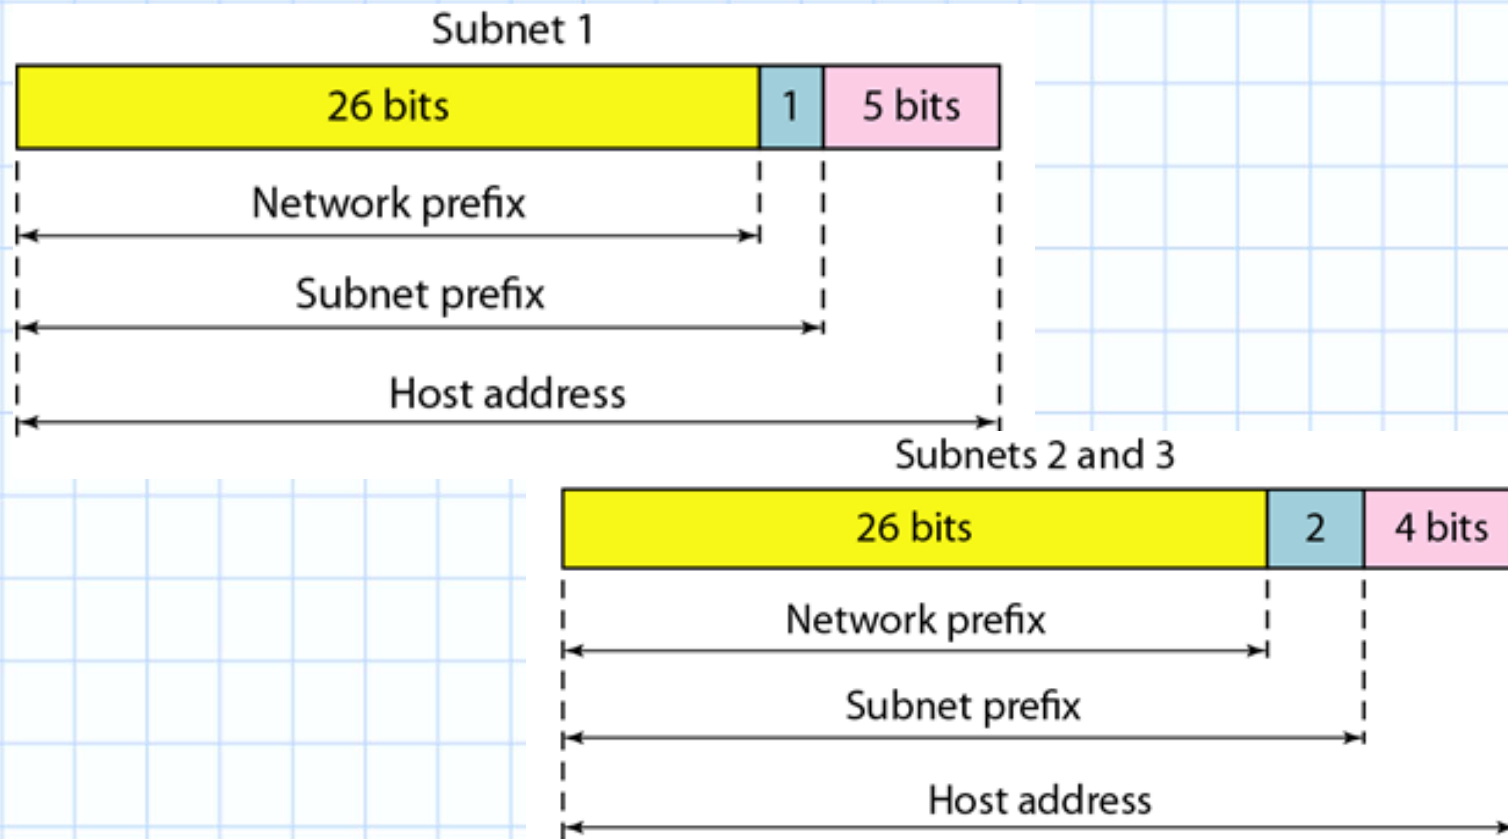 Subnet 1
26 bits 1 5 bits
Network prefix
Subnet prefix
Host address
Subnets 2 and 3
26 bits 2 4 bits
Network prefix
Subnet prefix
Host address